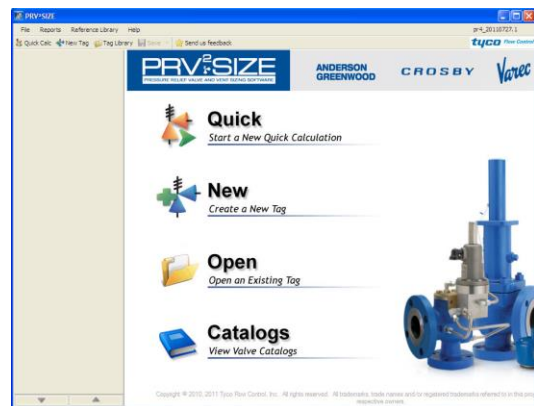 PRV²SIZE
File Reports Reference Library Help pr4_20110727.1
Quick Calc New Tag Tag Library Save Send us feedback tyco Flow Control
PRV²SIZE ANDERSON GREENWOOD CROSBY Varec
PRESSURE RELIEF VALVE AND VENT SIZING SOFTWARE
Quick
Start a New Quick Calculation
New
Create a New Tag
Open
Open an Existing Tag
Catalogs
View Valve Catalogs
Copyright © 2010, 2011 Tyco Flow Control, Inc. All rights reserved. All trademarks, trade names and/or registered trademarks referred to in this
respective owners.